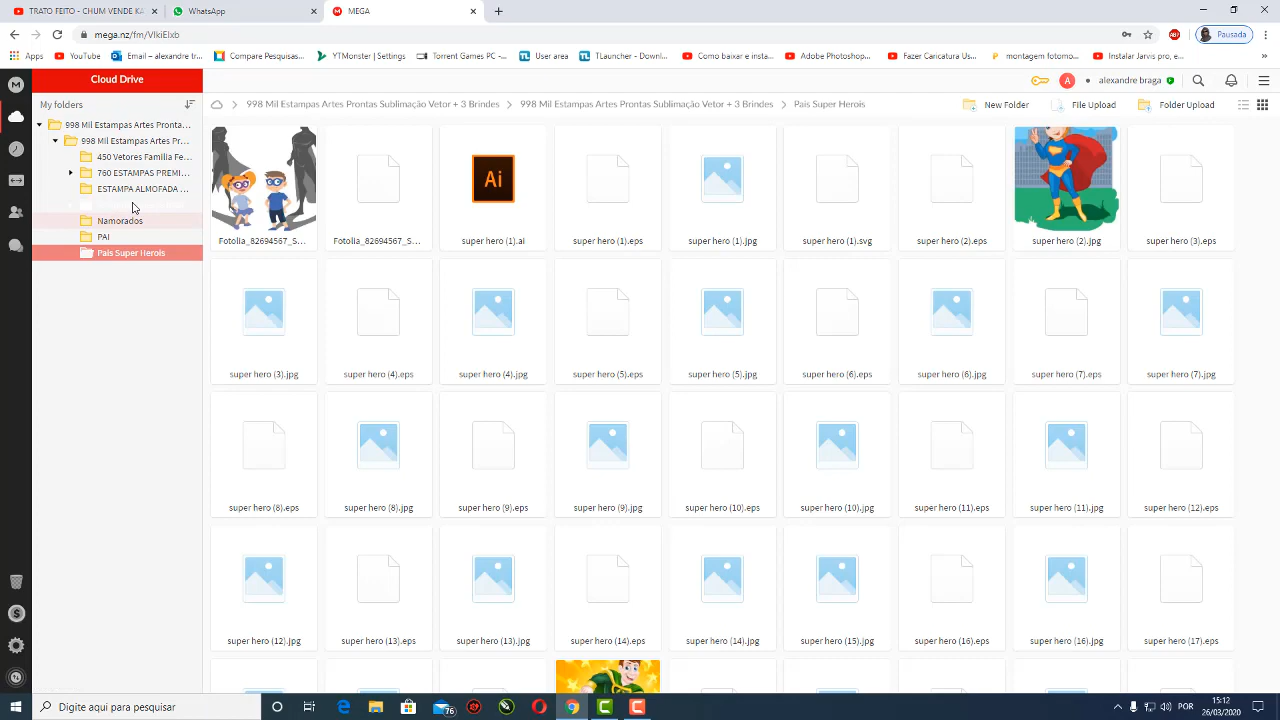 TRATO FEITO - CHUM VENDE KA
WhatsApp
MEGA
mega.nz/fm/VIkiEIxb
Pausada
Apps
YouTube
Email – alexandre tr...
Compare Pesquisas...
YTMonster | Settings
Torrent Games PC -...
User area
TLauncher - Downl...
Como baixar e insta...
Adobe Photoshop...
Fazer Caricatura Us...
montagem fotomo...
Instalar Jarvis pro, e...
Cloud Drive
alexandre braga
My folders
998 Mil Estampas Artes Prontas Sublimação Vetor + 3 Brindes
998 Mil Estampas Artes Prontas Sublimação Vetor + 3 Brindes
Pais Super Herois
New Folder
File Upload
Folder Upload
998 Mil Estampas Artes Pronta...
998 Mil Estampas Artes Pr...
450 Vetores Familia Fe...
760 ESTAMPAS PREMI...
ESTAMPA ALMOFADA ...
Namorados
PAI
Pais Super Herois
Ai
Fotolia_82694567_S...
Fotolia_82694567_S...
super hero (1).ai
super hero (1).eps
super hero (1).jpg
super hero (1).svg
super hero (2).eps
super hero (2).jpg
super hero (3).eps
super hero (3).jpg
super hero (4).eps
super hero (4).jpg
super hero (5).eps
super hero (5).jpg
super hero (6).eps
super hero (6).jpg
super hero (7).eps
super hero (7).jpg
super hero (8).eps
super hero (8).jpg
super hero (9).eps
super hero (9).jpg
super hero (10).eps
super hero (10).jpg
super hero (11).eps
super hero (11).jpg
super hero (12).eps
super hero (12).jpg
super hero (13).eps
super hero (13).jpg
super hero (14).eps
super hero (14).jpg
super hero (15).jpg
super hero (16).eps
super hero (16).jpg
super hero (17).eps
Digite aqui para pesquisar
76
POR
15:12
26/03/2020